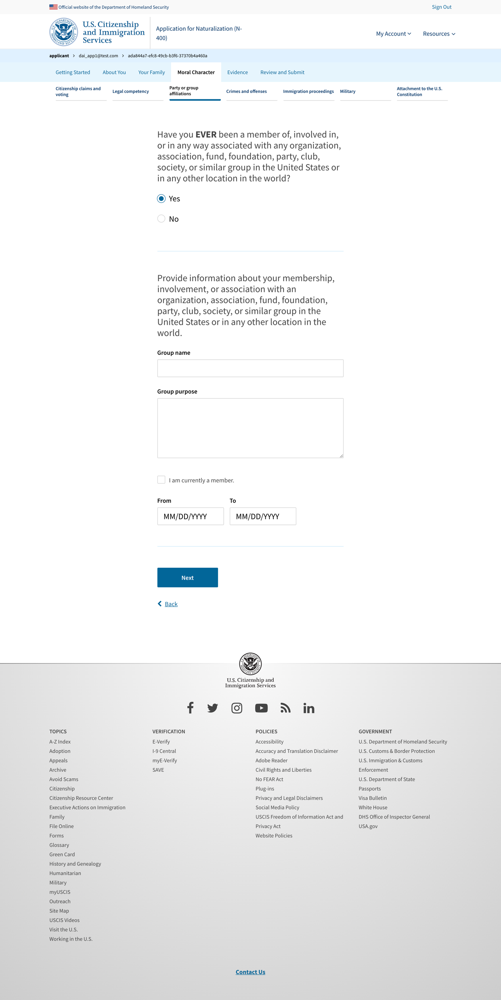 Official website of the Department of Homeland Security
Sign Out
U.S. Citizenship
and Immigration
Services
Application for Naturalization (N-
400)
My Account
Resources
applicant > dai_app1@test.com > ada844a7-efc8-49cb-b3f6-37370b4a460a
Getting Started
About You
Your Family
Moral Character
Evidence
Review and Submit
Citizenship claims and
voting
Legal competency
Party or group
affiliations
Crimes and offenses
Immigration proceedings
Military
Attachment to the U.S.
Constitution
Have you EVER been a member of, involved in,
or in any way associated with any organization,
association, fund, foundation, party, club,
society, or similar group in the United States or
in any other location in the world?
Yes
No
Provide information about your membership,
involvement, or association with an
organization, association, fund, foundation,
party, club, society, or similar group in the
United States or in any other location in the
world.
Group name
Group purpose
I am currently a member.
From
To
MM/DD/YYYY
MM/DD/YYYY
Next
Back
U.S. Citizenship and
Immigration Services
TOPICS
A-Z Index
Adoption
Appeals
Archive
Avoid Scams
Citizenship
Citizenship Resource Center
Executive Actions on Immigration
Family
File Online
Forms
Glossary
Green Card
History and Genealogy
Humanitarian
Military
myUSCIS
Outreach
Site Map
USCIS Videos
Visit the U.S.
Working in the U.S.
VERIFICATION
E-Verify
I-9 Central
myE-Verify
SAVE
POLICIES
Accessibility
Accuracy and Translation Disclaimer
Adobe Reader
Civil Rights and Liberties
No FEAR Act
Plug-ins
Privacy and Legal Disclaimers
Social Media Policy
USCIS Freedom of Information Act and
Privacy Act
Website Policies
GOVERNMENT
U.S. Department of Homeland Security
U.S. Customs & Border Protection
U.S. Immigration & Customs
Enforcement
U.S. Department of State
Passports
Visa Bulletin
White House
DHS Office of Inspector General
USA.gov
Contact Us